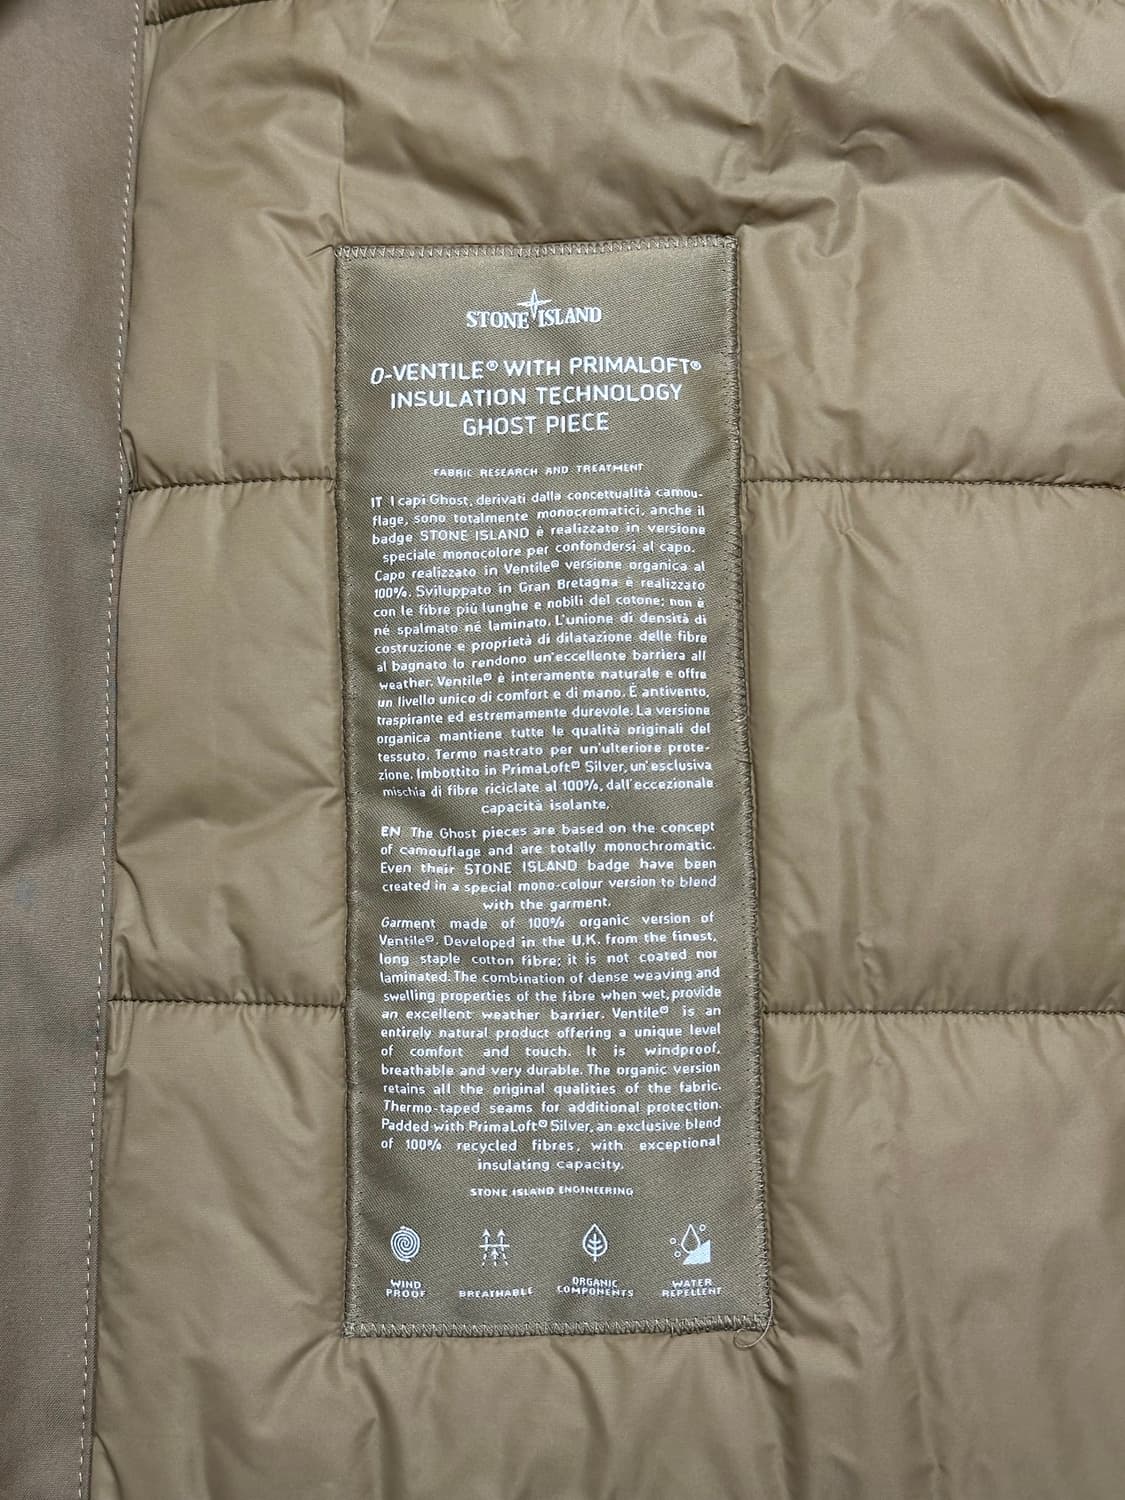 STONE ISLAND
O-VENTILE® WITH PRIMALOFT®
INSULATION TECHNOLOGY
GHOST PIECE
FABRIC RESEARCH AND TREATMENT
IT I capi Ghost, derivati dalla concettualità camou-
flage, sono totalmente monocromatici, anche il
badge STONE ISLAND è realizzato in versione
speciale monocolore per confondersi al capo.
Capo realizzato in Ventile® versione organica al
100%. Sviluppato in Gran Bretagna è realizzato
con le fibre più lunghe e nobili del cotone; non è
né spalmato né laminato. L'unione di densità di
costruzione e proprietà di dilatazione delle fibre
al bagnato lo rendono un'eccellente barriera all
weather. Ventile® è interamente naturale e offre
un livello unico di comfort e di mano. È antivento,
traspirante ed estremamente durevole. La versione
organica mantiene tutte le qualità originali del
tessuto. Termo nastrato per un'ulteriore prote-
zione. Imbottito in PrimaLoft® Silver, un'esclusiva
mischia di fibre riciclate al 100%, dall'eccezionale
capacità isolante.
EN The Ghost pieces are based on the concept
of camouflage and are totally monochromatic.
Even their STONE ISLAND badge have been
created in a special mono-colour version to blend
with the garment.
Garment made of 100% organic version of
Ventile®. Developed in the U.K. from the finest,
long staple cotton fibre; it is not coated nor
laminated. The combination of dense weaving and
swelling properties of the fibre when wet, provide
an excellent weather barrier. Ventile® is an
entirely natural product offering a unique level
of comfort and touch. It is windproof,
breathable and very durable. The organic version
retains all the original qualities of the fabric.
Thermo-taped seams for additional protection.
Padded with PrimaLoft® Silver, an exclusive blend
of 100% recycled fibres, with exceptional
insulating capacity.
STONE ISLAND ENGINEERING
WIND
PROOF
BREATHABLE
ORGANIC
COMPONENTS
WATER
REPELLENT